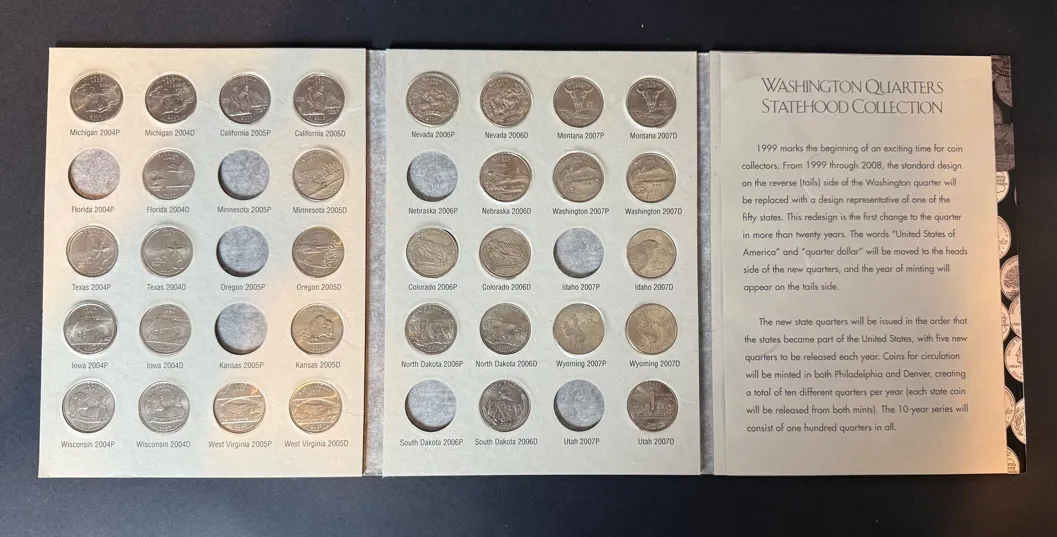 Michigan 2004P Michigan 2004D California 2005P California 2005D
Florida 2004P Florida 2004D Minnesota 2005P Minnesota 2005D
Texas 2004P Texas 2004D Oregon 2005P Oregon 2005D
Iowa 2004P Iowa 2004D Kansas 2005P Kansas 2005D
Wisconsin 2004P Wisconsin 2004D West Virginia 2005P West Virginia 2005D
Nevada 2006P Nevada 2006D Montana 2007P Montana 2007D
Nebraska 2006P Nebraska 2006D Washington 2007P Washington 2007D
Colorado 2006P Colorado 2006D Idaho 2007P Idaho 2007D
North Dakota 2006P North Dakota 2006D Wyoming 2007P Wyoming 2007D
South Dakota 2006P South Dakota 2006D Utah 2007P Utah 2007D
WASHINGTON QUARTERS
STATEHOOD COLLECTION
1999 marks the beginning of an exciting time for coin
collectors. From 1999 through 2008, the standard design
on the reverse (tails) side of the Washington quarter will
be replaced with a design representative of one of the
fifty states. This redesign is the first change to the quarter
in more than twenty years. The words "United States of
America" and "quarter dollar" will be moved to the heads
side of the new quarters, and the year of minting will
appear on the tails side.
The new state quarters will be issued in the order that
the states became part of the United States, with five new
quarters to be released each year. Coins for circulation
will be minted in both Philadelphia and Denver, creating
a total of ten different quarters per year (each state coin
will be released from both mints). The 10-year series will
consist of one hundred quarters in all.